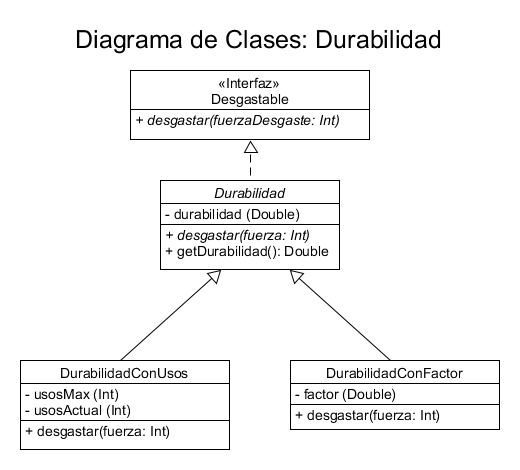 Diagrama de Clases: Durabilidad
«Interfaz»
Desgastable
+ desgastar(fuerzaDesgaste: Int)
Durabilidad
- durabilidad (Double)
+ desgastar(fuerza: Int)
+ getDurabilidad(): Double
DurabilidadConUsos
- usosMax (Int)
- usosActual (Int)
+ desgastar(fuerza: Int)
DurabilidadConFactor
- factor (Double)
+ desgastar(fuerza: Int)